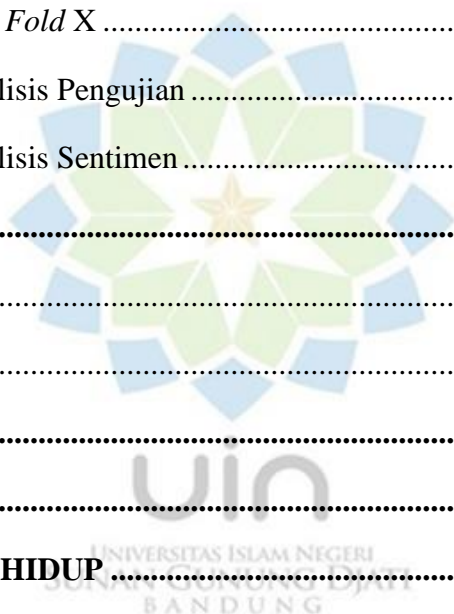 Fold X ........................................
lisis Pengujian ........................................
lisis Sentimen ........................................
........................................
........................................
........................................
........................................
........................................
uin
UNIVERSITAS ISLAM NEGERI
HIDUP ........................................
SUNAN GUNUNG DJATI
BANDUNG